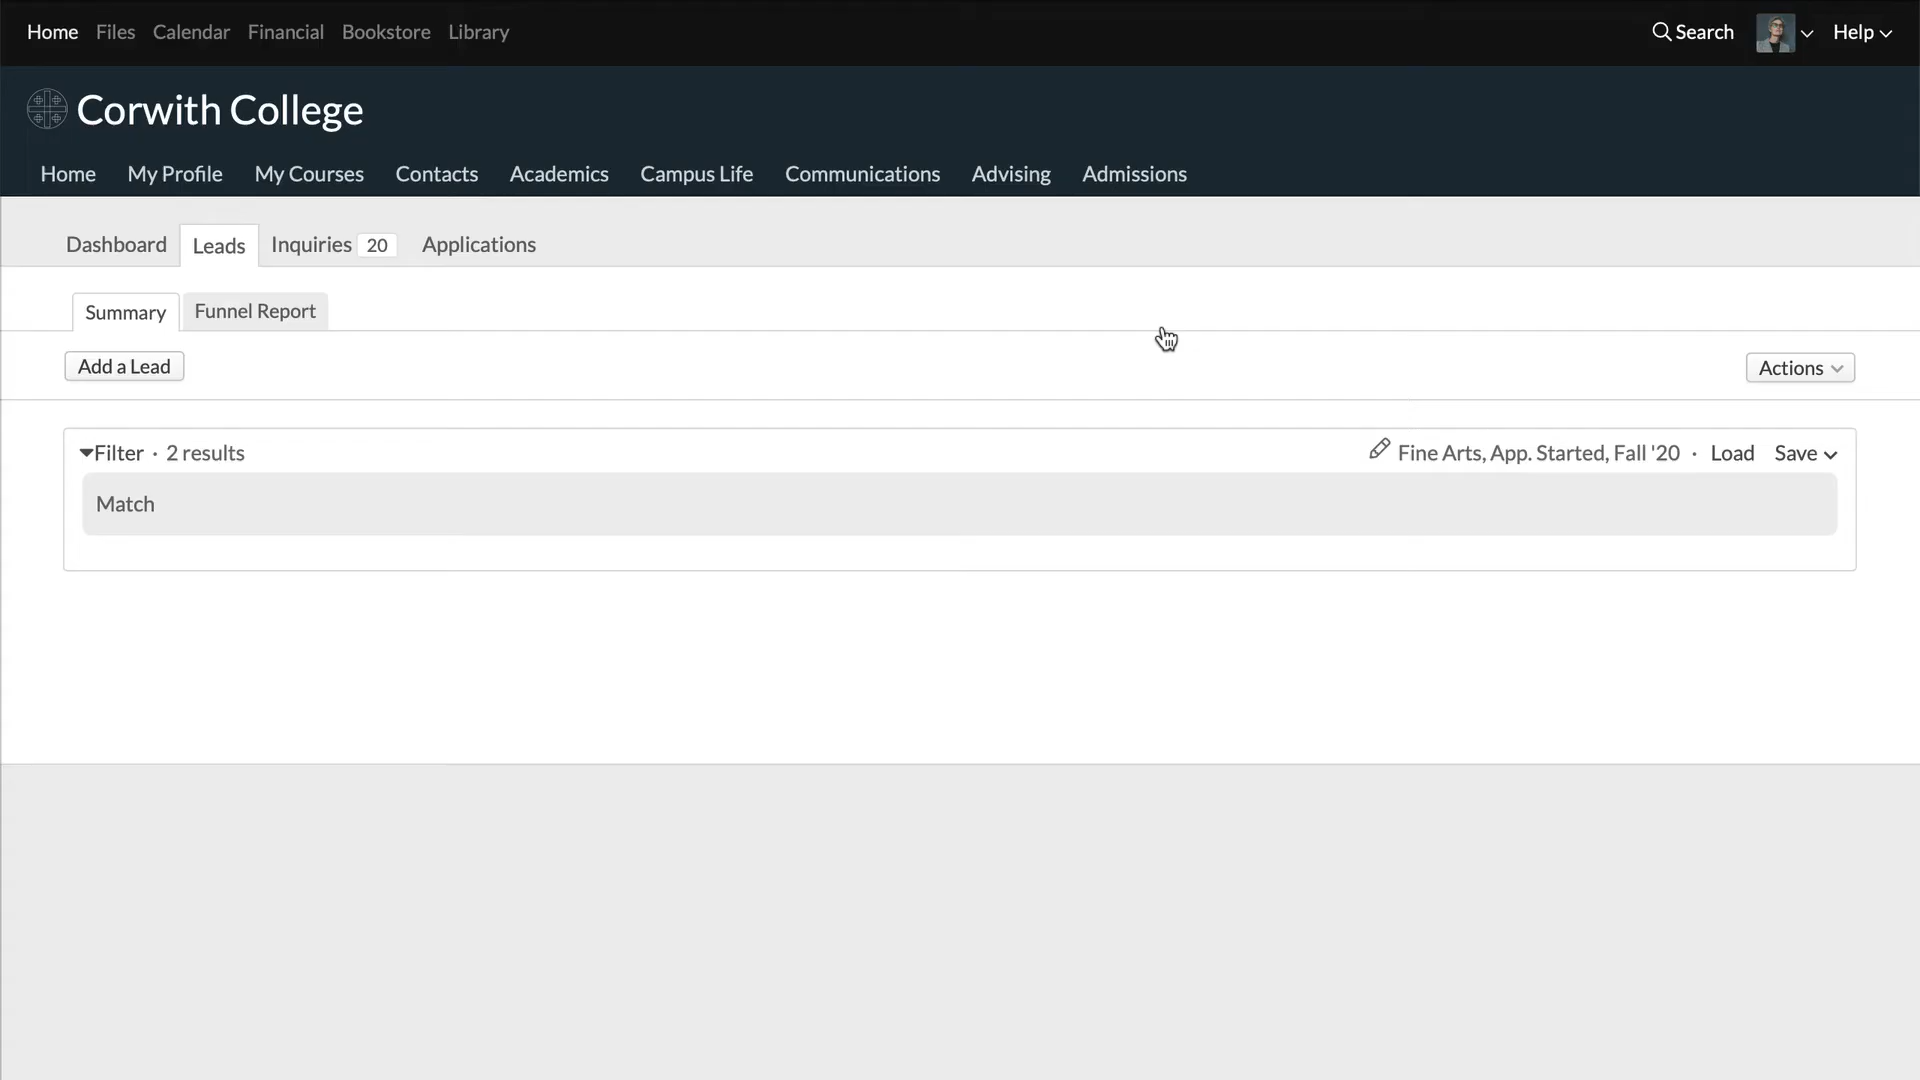 Home Files Calendar Financial Bookstore Library Search Help
Corwith College
Home My Profile My Courses Contacts Academics Campus Life Communications Advising Admissions
Dashboard Leads Inquiries 20 Applications
Summary Funnel Report
Add a Lead Actions
Filter · 2 results Fine Arts, App. Started, Fall '20 · Load Save
Match